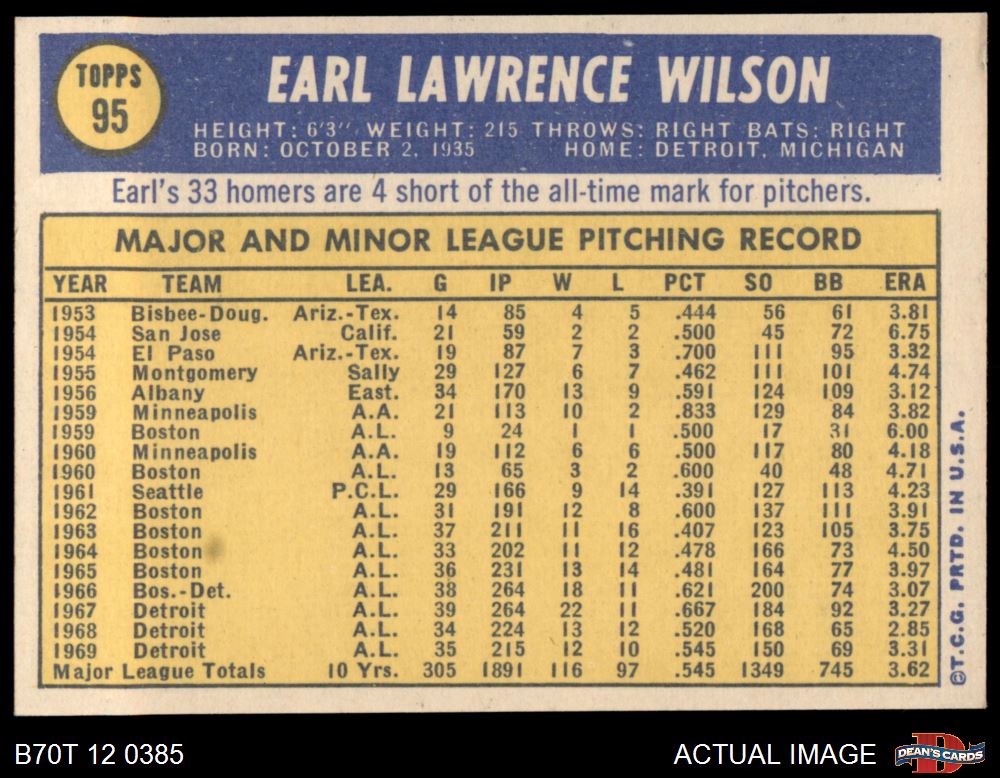 TOPPS
95
EARL LAWRENCE WILSON
HEIGHT: 6'3" WEIGHT: 215 THROWS: RIGHT BATS: RIGHT
BORN: OCTOBER 2, 1935 HOME: DETROIT, MICHIGAN
Earl's 33 homers are 4 short of the all-time mark for pitchers.
MAJOR AND MINOR LEAGUE PITCHING RECORD
YEAR TEAM LEA. G IP W L PCT SO BB ERA
1953 Bisbee-Doug. Ariz.-Tex. 14 85 4 5 .444 56 61 3.81
1954 San Jose Calif. 21 59 2 2 .500 45 72 6.75
1954 El Paso Ariz.-Tex. 19 87 7 3 .700 111 95 3.32
1955 Montgomery Sally 29 127 6 7 .462 111 101 4.74
1956 Albany East. 34 170 13 9 .591 124 109 3.12
1959 Minneapolis A.A. 21 113 10 2 .833 129 84 3.82
1959 Boston A.L. 9 24 1 1 .500 17 31 6.00
1960 Minneapolis A.A. 19 112 6 6 .500 117 80 4.18
1960 Boston A.L. 13 65 3 2 .600 40 48 4.71
1961 Seattle P.C.L. 29 166 9 14 .391 127 113 4.23
1962 Boston A.L. 31 191 12 8 .600 137 111 3.91
1963 Boston A.L. 37 211 11 16 .407 123 105 3.75
1964 Boston A.L. 33 202 11 12 .478 166 73 4.50
1965 Boston A.L. 36 231 13 14 .481 164 77 3.97
1966 Bos.-Det. A.L. 38 264 18 11 .621 200 74 3.07
1967 Detroit A.L. 39 264 22 11 .667 184 92 3.27
1968 Detroit A.L. 34 224 13 12 .520 168 65 2.85
1969 Detroit A.L. 35 215 12 10 .545 150 69 3.31
Major League Totals 10 Yrs. 305 1891 116 97 .545 1349 745 3.62
©T.C.G. PRTD. IN U.S.A.
B70T 12 0385
ACTUAL IMAGE
D
DEAN'S CARDS